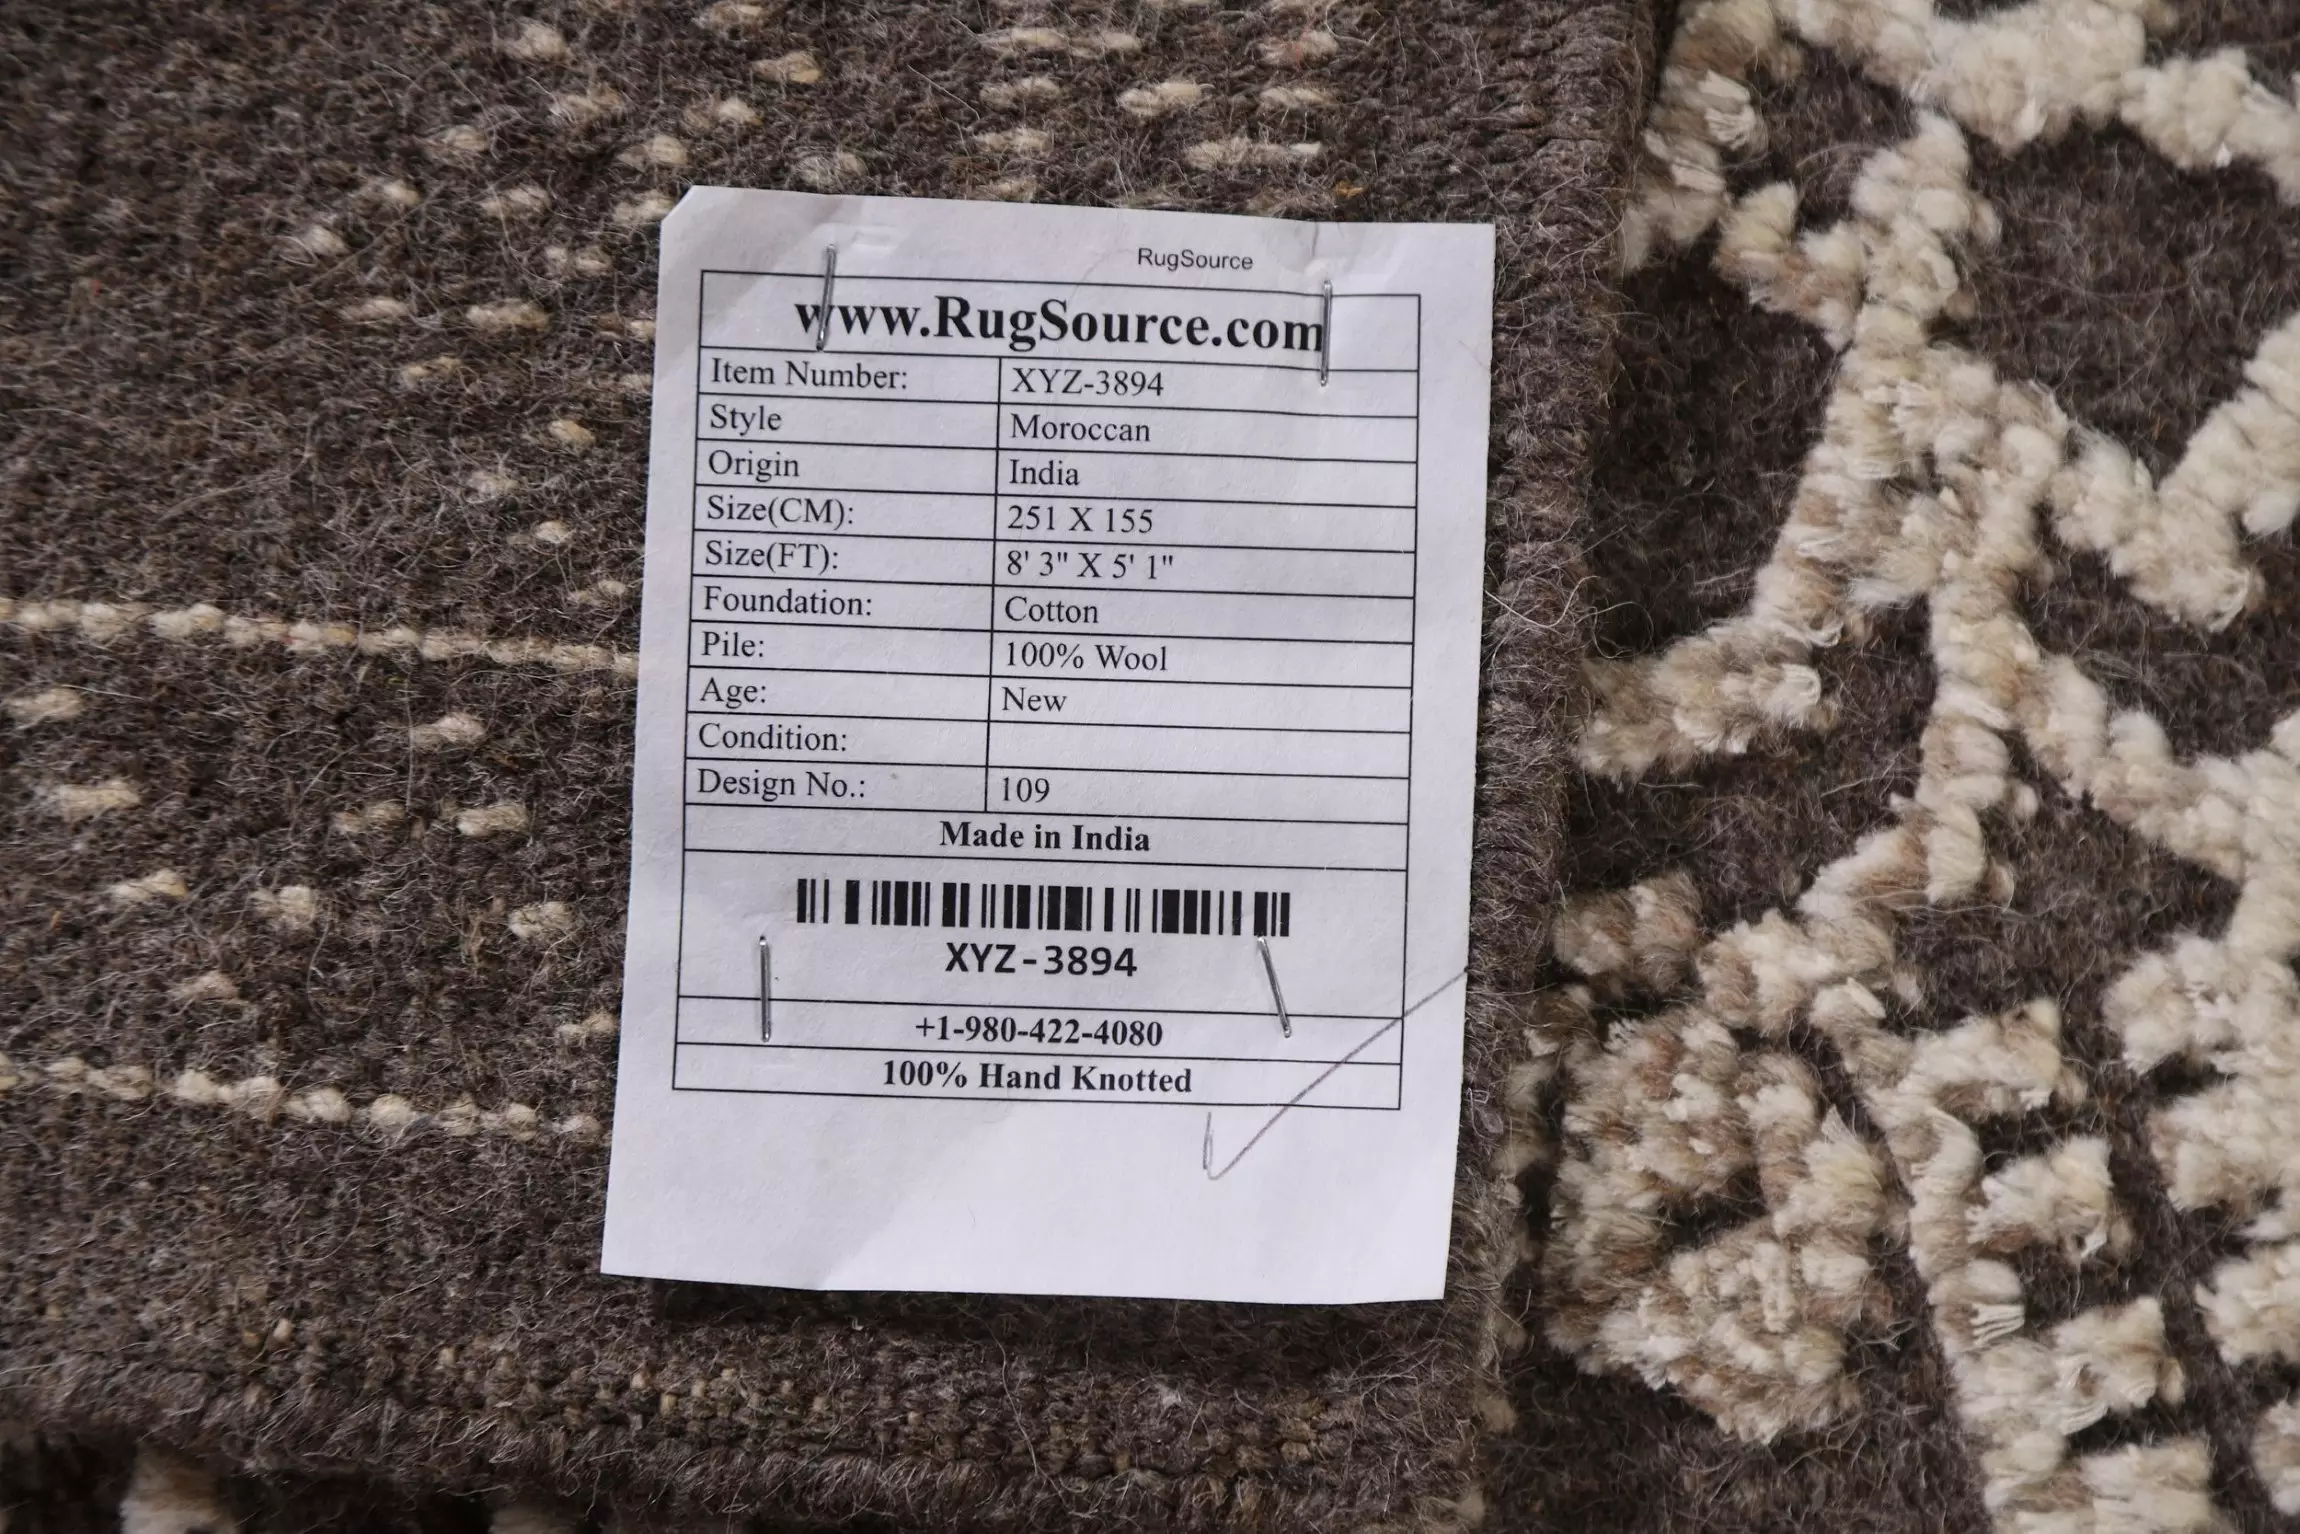 RugSource
www.RugSource.com
Item Number: XYZ-3894
Style Moroccan
Origin India
Size(CM): 251 X 155
Size(FT): 8' 3" X 5' 1"
Foundation: Cotton
Pile: 100% Wool
Age: New
Condition:
Design No.: 109
Made in India
XYZ-3894
+1-980-422-4080
100% Hand Knotted